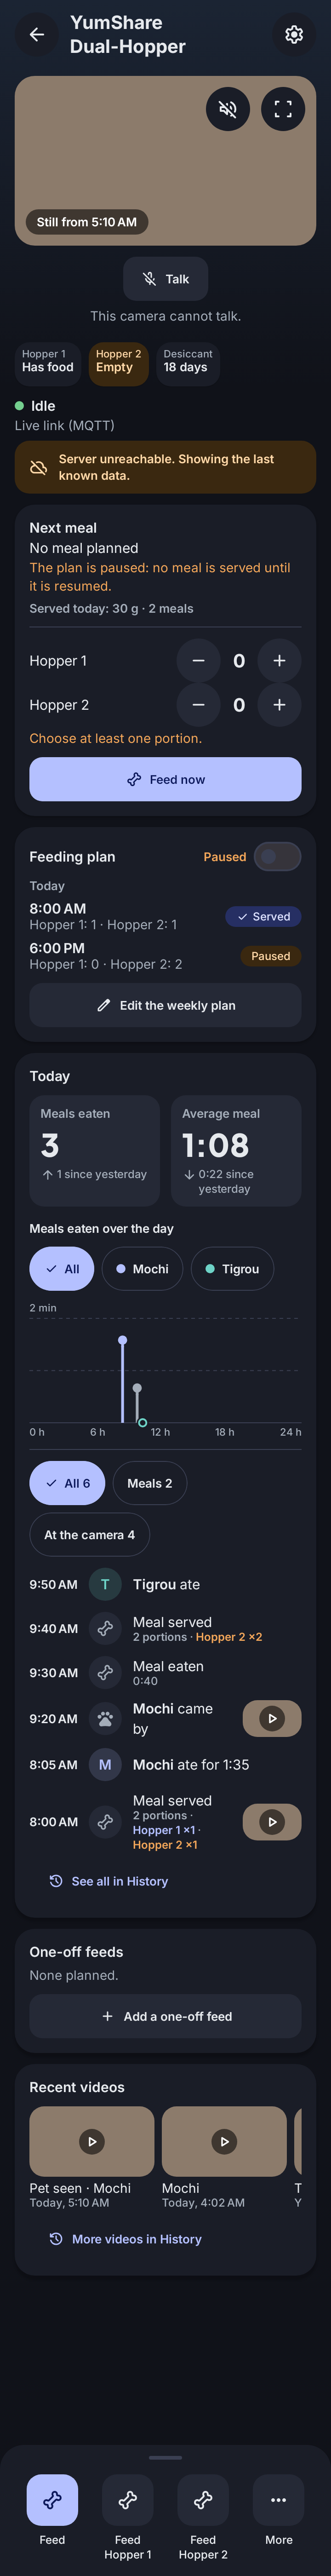 YumShare
Dual-Hopper
Still from 5:10 AM
Talk
This camera cannot talk.
Hopper 1
Has food
Hopper 2
Empty
Desiccant
18 days
Idle
Live link (MQTT)
Server unreachable. Showing the last
known data.
Next meal
No meal planned
The plan is paused: no meal is served until
it is resumed.
Served today: 30 g · 2 meals
Hopper 1
0
Hopper 2
0
Choose at least one portion.
Feed now
Feeding plan
Paused
Today
8:00 AM
Hopper 1: 1 · Hopper 2: 1
Served
6:00 PM
Hopper 1: 0 · Hopper 2: 2
Paused
Edit the weekly plan
Today
Meals eaten
3
1 since yesterday
Average meal
1:08
0:22 since
yesterday
Meals eaten over the day
All
Mochi
Tigrou
2 min
0 h
6 h
12 h
18 h
24 h
All 6
Meals 2
At the camera 4
9:50 AM
T
Tigrou ate
9:40 AM
Meal served
2 portions · Hopper 2 ×2
9:30 AM
Meal eaten
0:40
9:20 AM
Mochi came
by
8:05 AM
M
Mochi ate for 1:35
8:00 AM
Meal served
2 portions ·
Hopper 1 ×1 ·
Hopper 2 ×1
See all in History
One-off feeds
None planned.
Add a one-off feed
Recent videos
Pet seen · Mochi
Today, 5:10 AM
Mochi
Today, 4:02 AM
T
Y
More videos in History
Feed
Feed
Hopper 1
Feed
Hopper 2
More